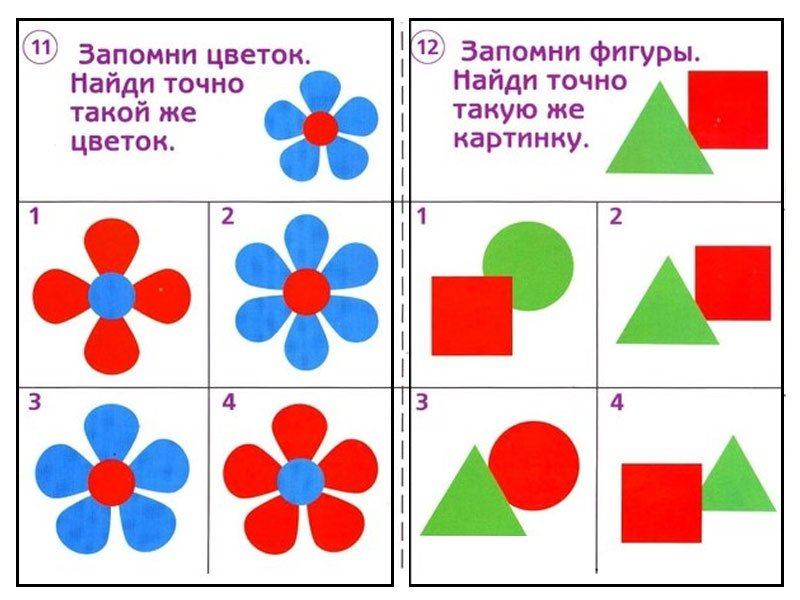 11
Запомни цветок.
Найди точно
такой же
цветок.
1
2
3
4
12
Запомни фигуры.
Найди точно
такую же
картинку.
1
2
3
4